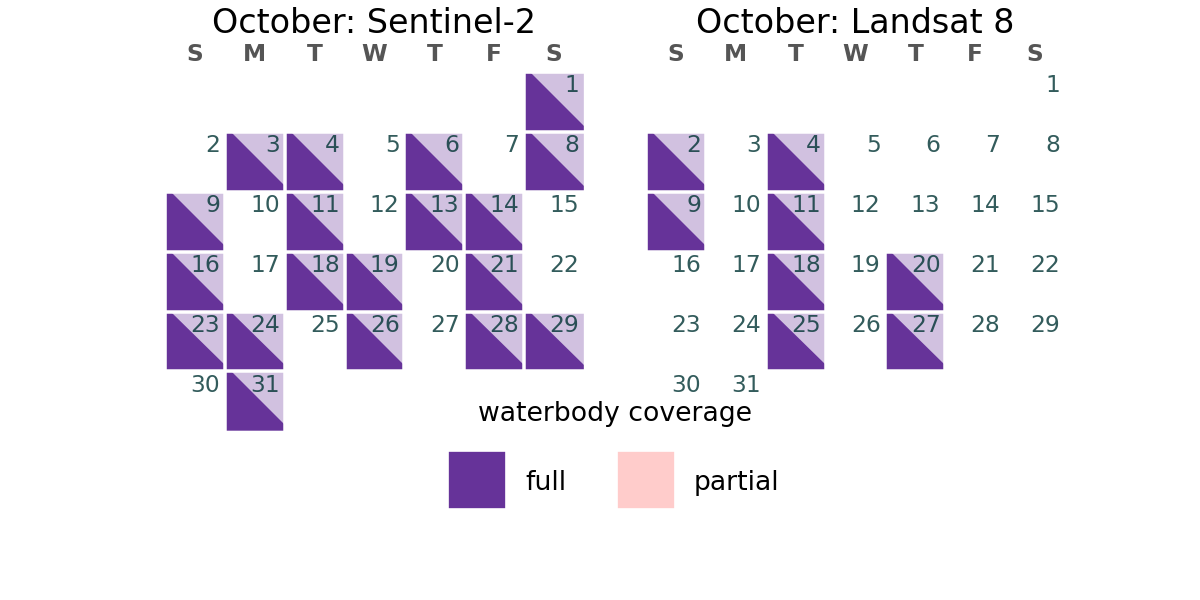 October: Sentinel-2
S M T W T F S
1
2 3 4 5 6 7 8
9 10 11 12 13 14 15
16 17 18 19 20 21 22
23 24 25 26 27 28 29
30 31
October: Landsat 8
S M T W T F S
1
2 3 4 5 6 7 8
9 10 11 12 13 14 15
16 17 18 19 20 21 22
23 24 25 26 27 28 29
30 31
waterbody coverage
full
partial